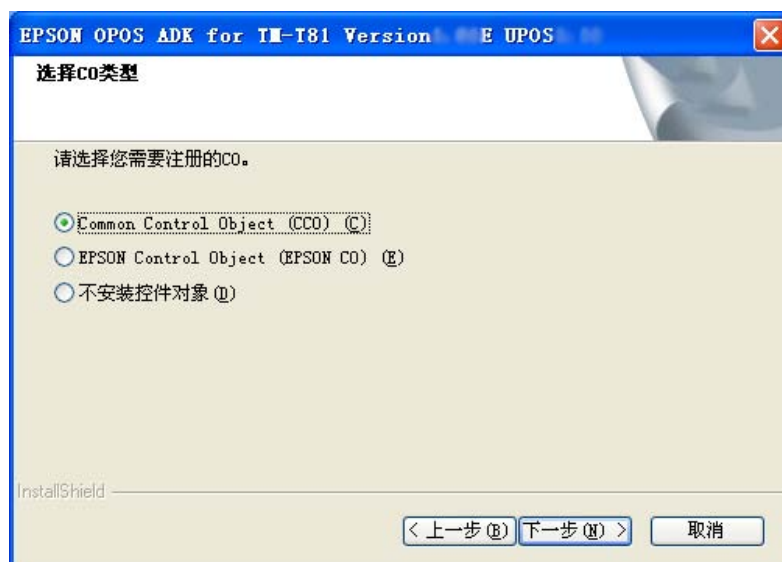 EPSON OPOS ADK for TM-T81 Version E UPOS
选择CO类型
请选择您需要注册的CO。
Common Control Object (CCO) (C)
EPSON Control Object (EPSON CO) (E)
不安装控件对象(D)
InstallShield
< 上一步(B) 下一步(N) > 取消